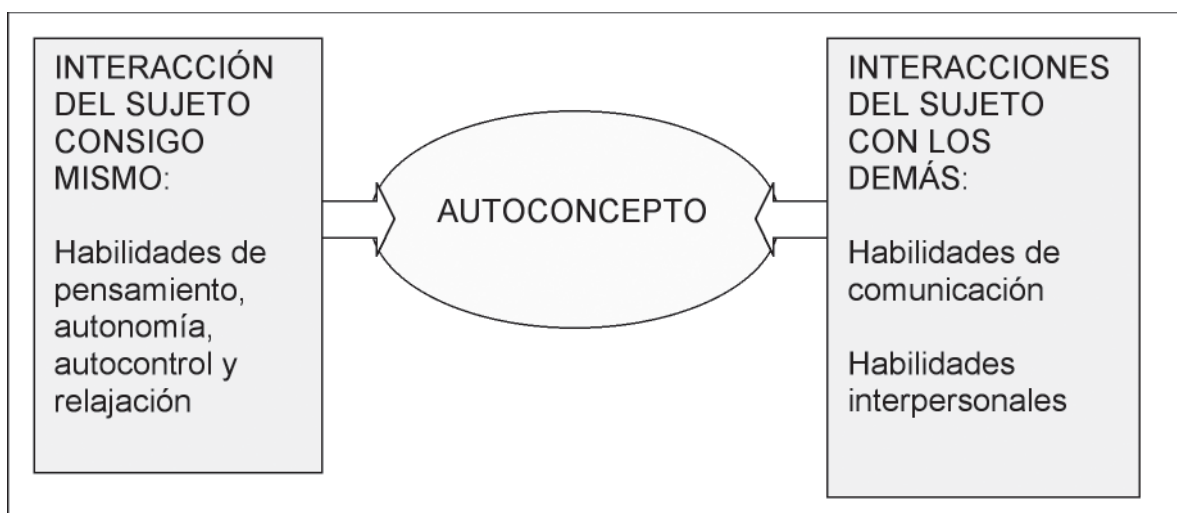 INTERACCIÓN
DEL SUJETO
CONSIGO
MISMO:
Habilidades de
pensamiento,
autonomía,
autocontrol y
relajación
AUTOCONCEPTO
INTERACCIONES
DEL SUJETO
CON LOS
DEMÁS:
Habilidades de
comunicación
Habilidades
interpersonales